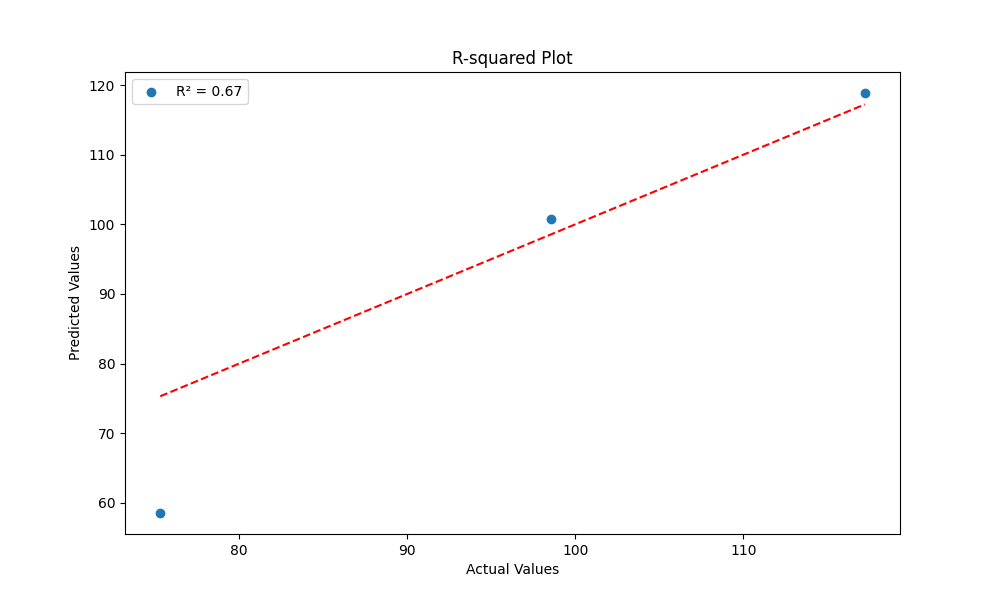 R-squared Plot
R² = 0.67
120
110
100
90
80
70
60
Predicted Values
80
90
100
110
Actual Values